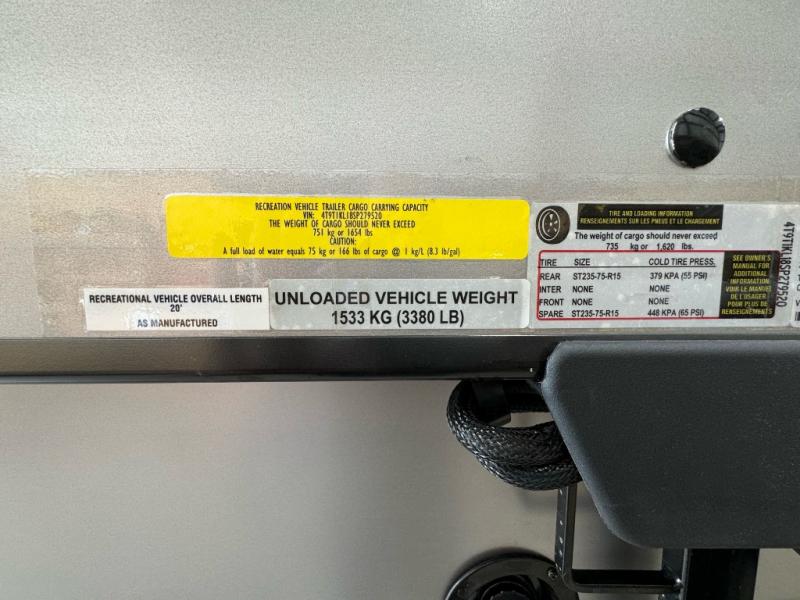 RECREATION VEHICLE TRAILER CARGO CARRYING CAPACITY
VIN: 4T9T1KL18SP279520
THE WEIGHT OF CARGO SHOULD NEVER EXCEED
751 kg or 1654 lbs
CAUTION:
A full load of water equals 75 kg or 166 lbs of cargo @ 1 kg/L (8.3 lb/gal)
RECREATIONAL VEHICLE OVERALL LENGTH
20'
AS MANUFACTURED
UNLOADED VEHICLE WEIGHT
1533 KG (3380 LB)
TIRE AND LOADING INFORMATION
RENSEIGNEMENTS SUR LES PNEUS ET LE CHARGEMENT
The weight of cargo should never exceed
735 kg or 1,620 lbs.
TIRE SIZE COLD TIRE PRESS.
REAR ST235-75-R15 379 KPA (55 PSI)
INTER NONE NONE
FRONT NONE NONE
SPARE ST235-75-R15 448 KPA (65 PSI)
SEE OWNER'S
MANUAL FOR
ADDITIONAL
INFORMATION
VOIR LE MANUEL
DE L'USAGER
POUR PLUS DE
RENSEIGNEMENTS
4T9T1KL18SP279520